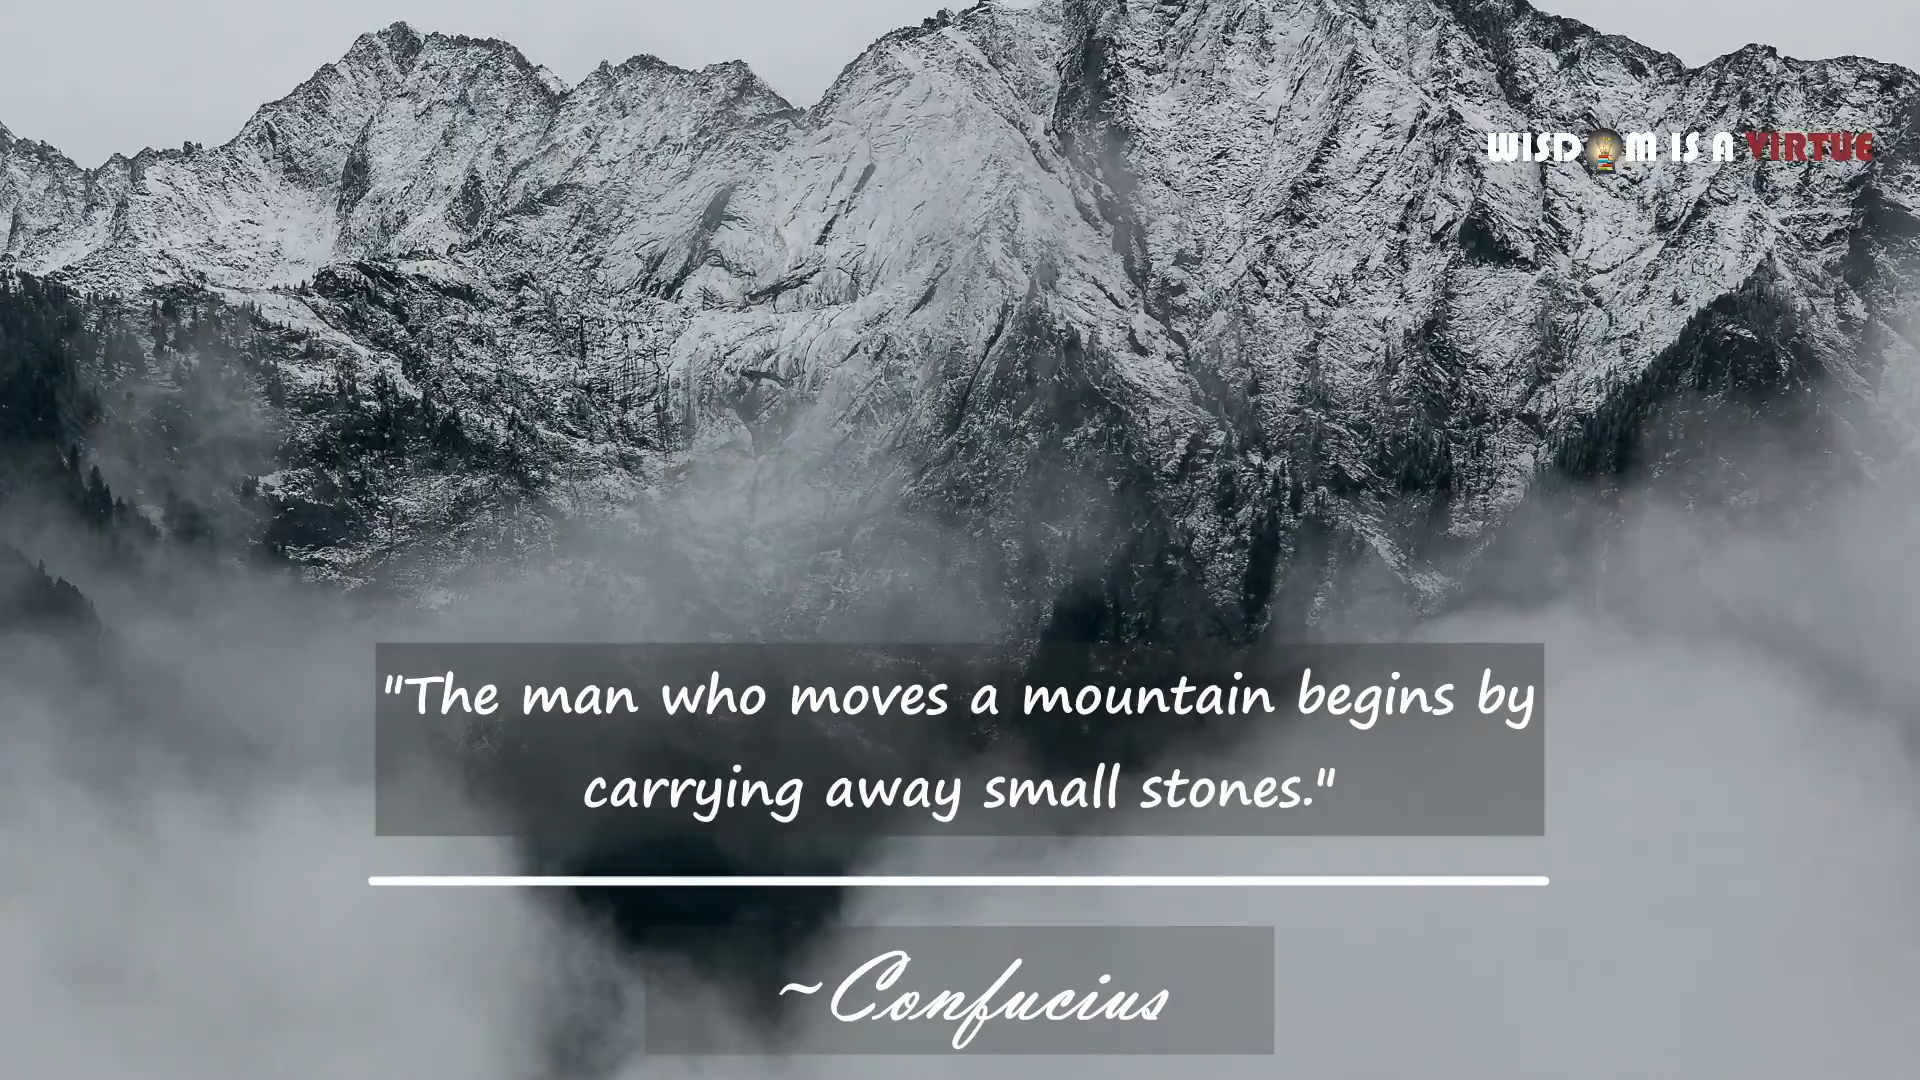 WISDOM IS A VIRTUE
"The man who moves a mountain begins by
carrying away small stones."
~Confucius